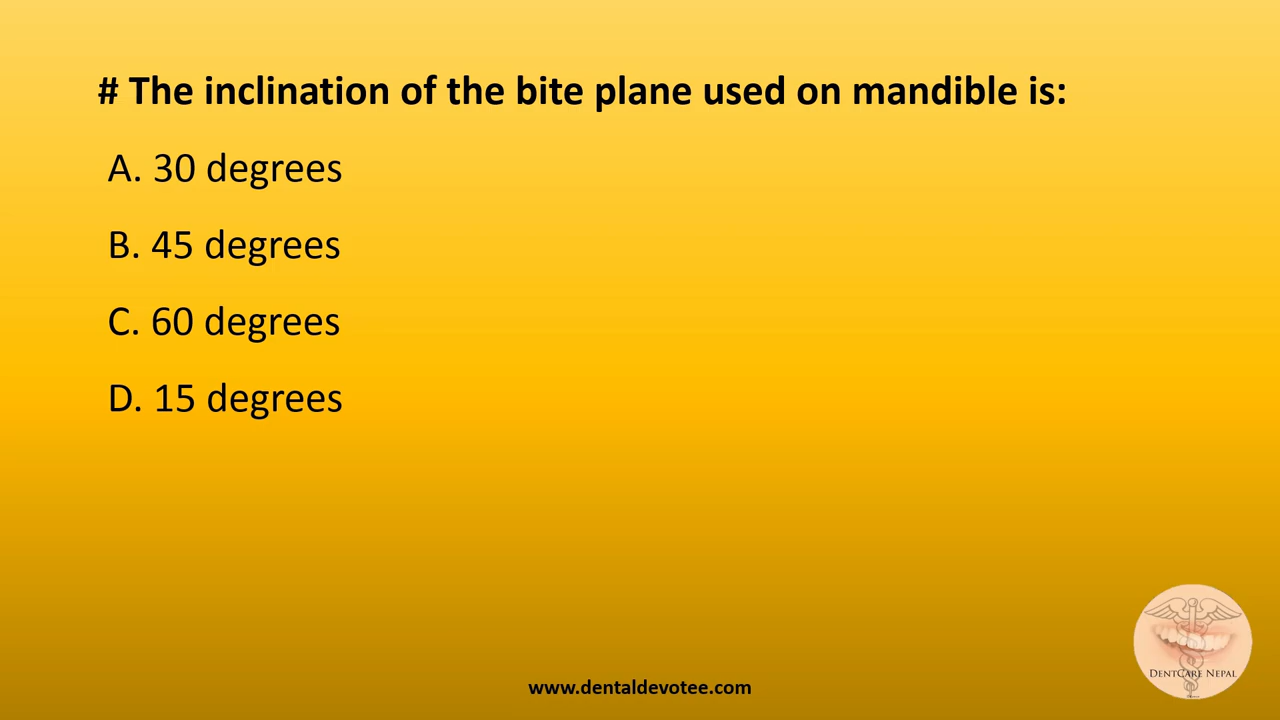 # The inclination of the bite plane used on mandible is:
A. 30 degrees
B. 45 degrees
C. 60 degrees
D. 15 degrees
DENTCARE NEPAL
www.dentaldevotee.com